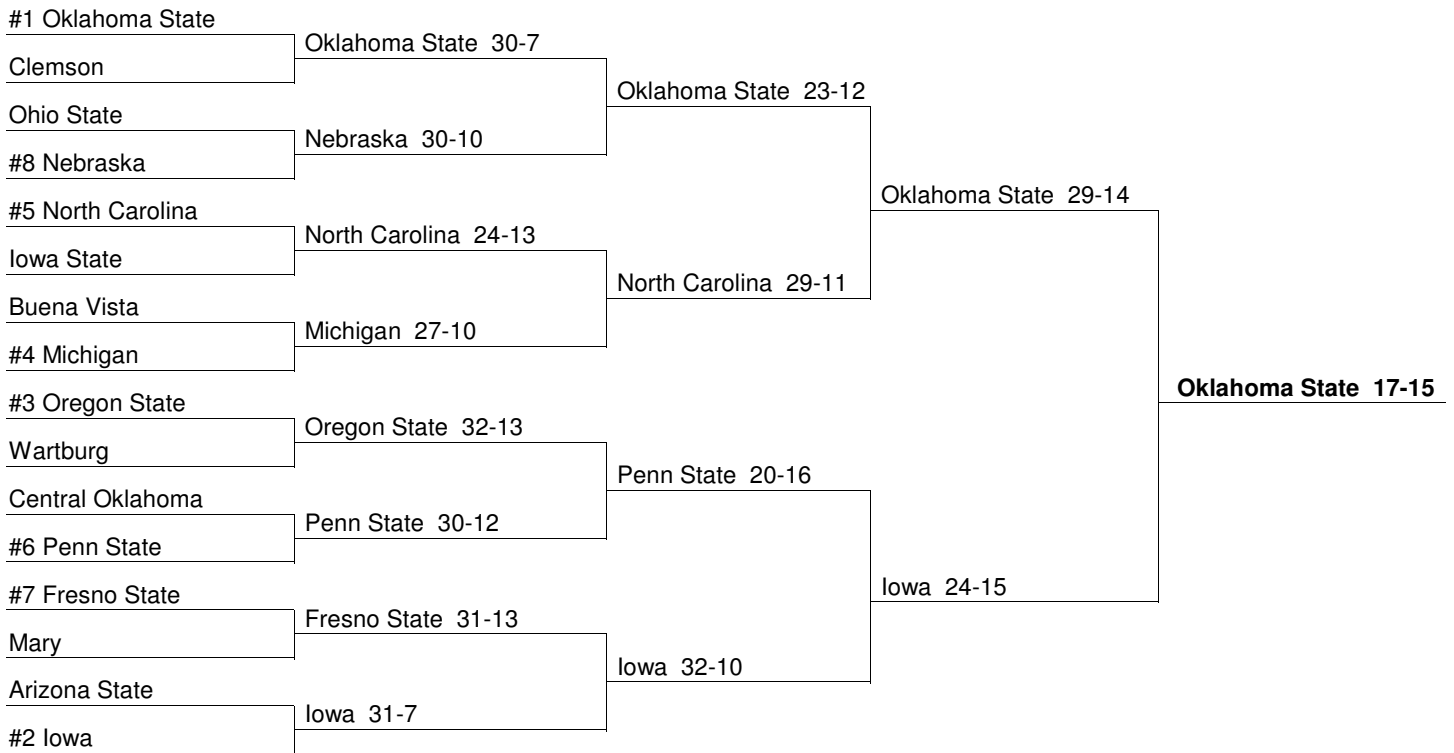 #1 Oklahoma State
Clemson
Ohio State
#8 Nebraska
#5 North Carolina
Iowa State
Buena Vista
#4 Michigan
#3 Oregon State
Wartburg
Central Oklahoma
#6 Penn State
#7 Fresno State
Mary
Arizona State
#2 Iowa
Oklahoma State 30-7
Nebraska 30-10
North Carolina 24-13
Michigan 27-10
Oregon State 32-13
Penn State 30-12
Fresno State 31-13
Iowa 31-7
Oklahoma State 23-12
North Carolina 29-11
Penn State 20-16
Iowa 32-10
Oklahoma State 29-14
Iowa 24-15
Oklahoma State 17-15